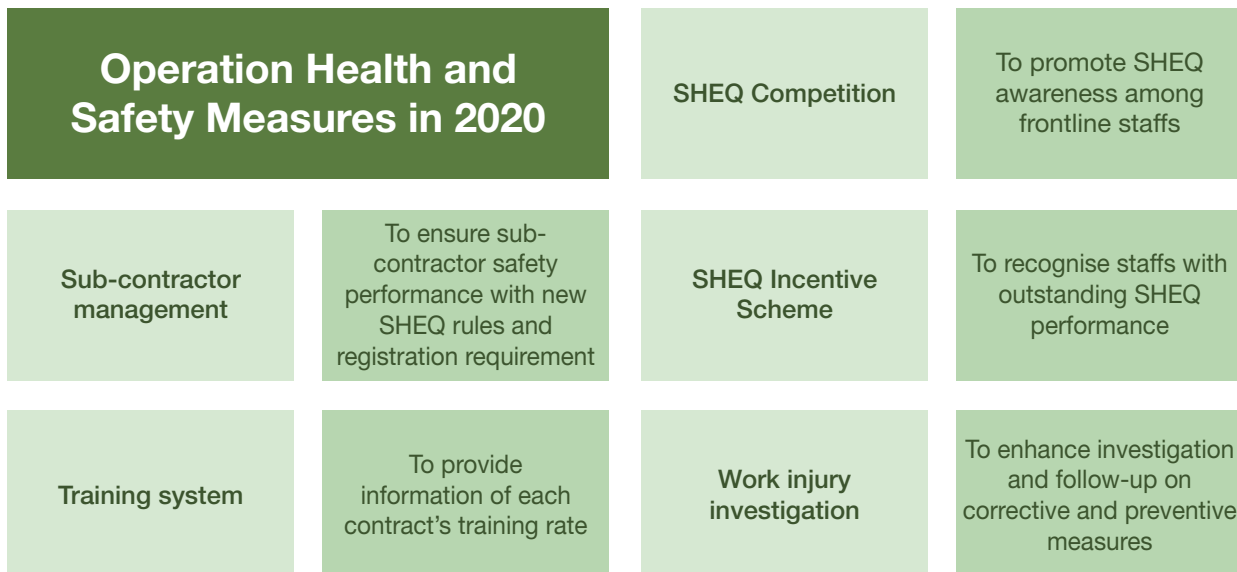 Operation Health and
Safety Measures in 2020
SHEQ Competition
To promote SHEQ
awareness among
frontline staffs
Sub-contractor
management
To ensure sub-
contractor safety
performance with new
SHEQ rules and
registration requirement
SHEQ Incentive
Scheme
To recognise staffs with
outstanding SHEQ
performance
Training system
To provide
information of each
contract’s training rate
Work injury
investigation
To enhance investigation
and follow-up on
corrective and preventive
measures